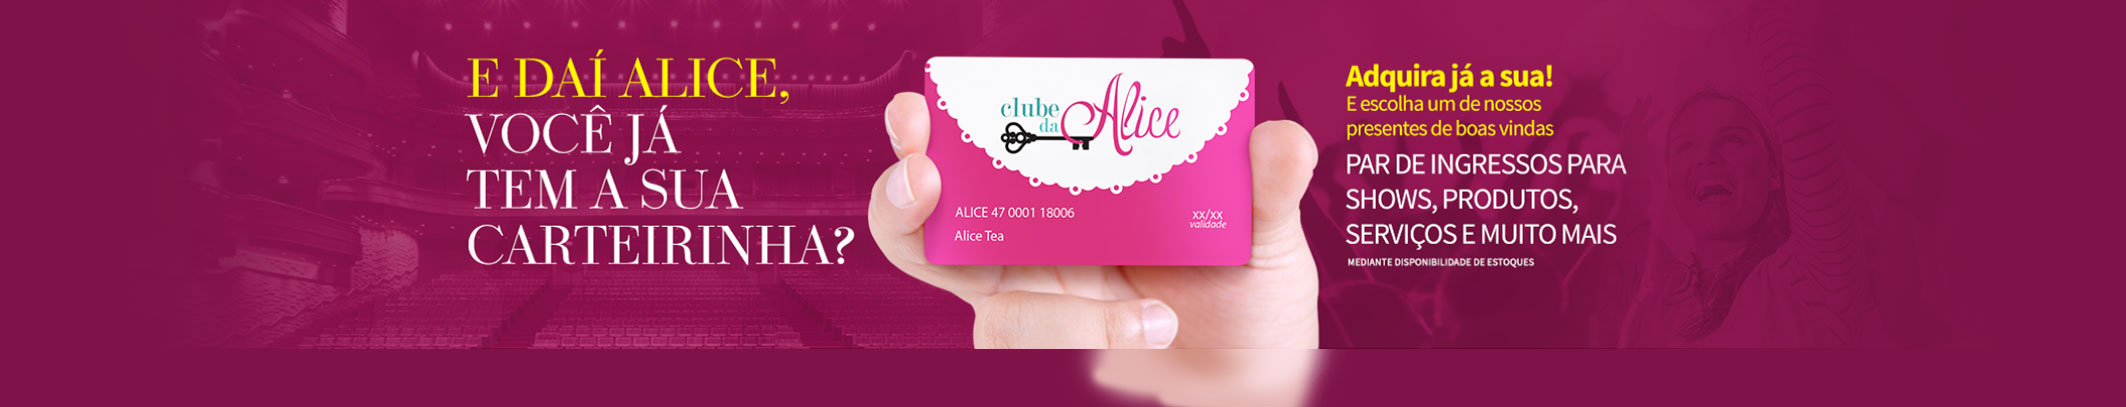 E DAÍ ALICE,
VOCÊ JÁ
TEM A SUA
CARTEIRINHA?
clube
da Alice
ALICE 47 0001 18006
Alice Tea
xx/xx
validade
Adquira já a sua!
E escolha um de nossos
presentes de boas vindas
PAR DE INGRESSOS PARA
SHOWS, PRODUTOS,
SERVIÇOS E MUITO MAIS
MEDIANTE DISPONIBILIDADE DE ESTOQUES